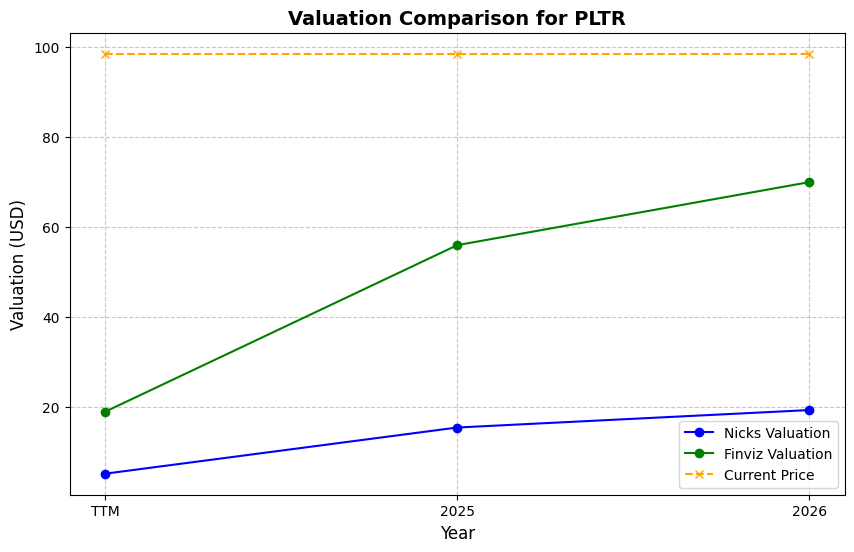 Valuation Comparison for PLTR
Valuation (USD)
100
80
60
40
20
TTM
2025
2026
Year
Nicks Valuation
Finviz Valuation
Current Price